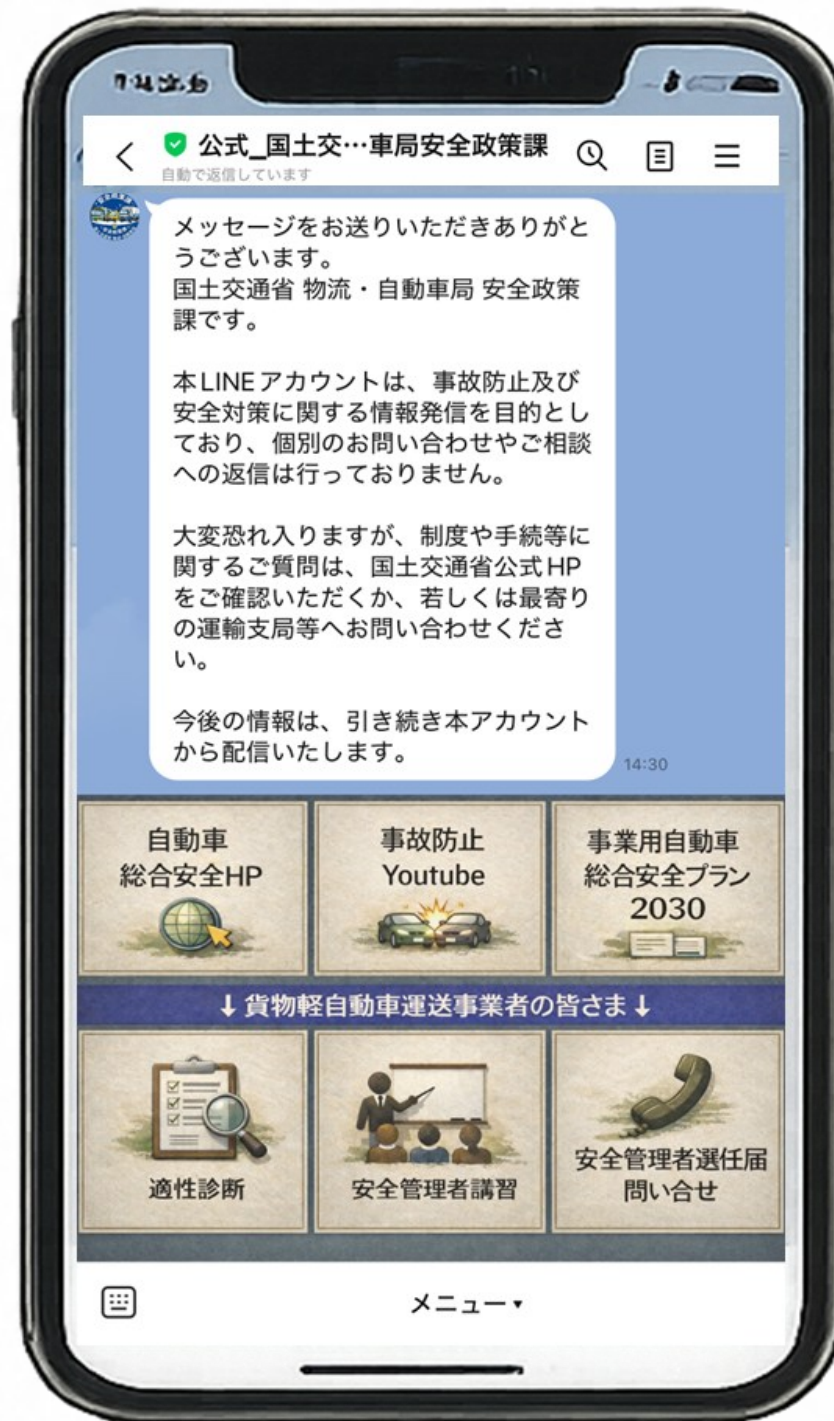 公式_国土交…車局安全政策課
自動で返信しています
メッセージをお送りいただきありがと
うございます。
国土交通省 物流・自動車局 安全政策
課です。
本LINEアカウントは、事故防止及び
安全対策に関する情報発信を目的とし
ており、個別のお問い合わせやご相談
への返信は行っておりません。
大変恐れ入りますが、制度や手続等に
関するご質問は、国土交通省公式HP
をご確認いただくか、若しくは最寄り
の運輸支局等へお問い合わせくださ
い。
今後の情報は、引き続き本アカウント
から配信いたします。
14:30
自動車
総合安全HP
事故防止
Youtube
事業用自動車
総合安全プラン
2030
↓貨物軽自動車運送事業者の皆さま↓
適性診断
安全管理者講習
安全管理者選任届
問い合せ
メニュー▾